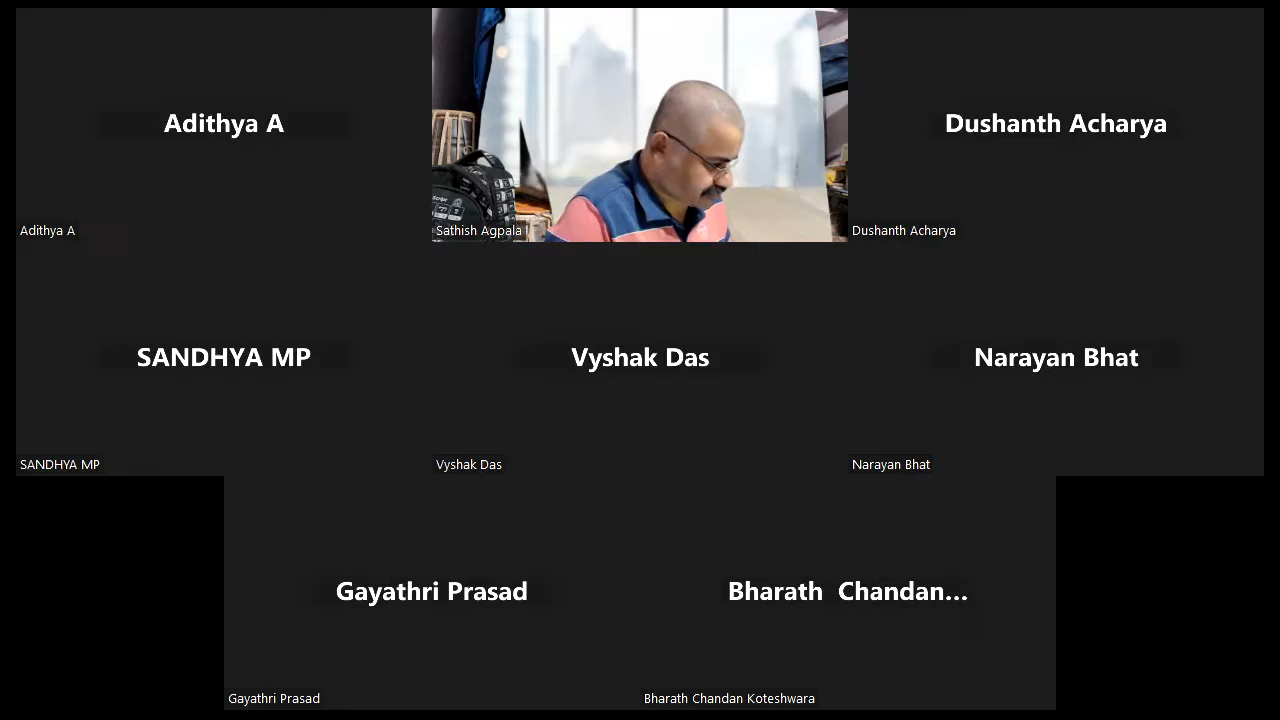 Adithya A
Adithya A
Sathish Agpala
Dushanth Acharya
Dushanth Acharya
SANDHYA MP
SANDHYA MP
Vyshak Das
Vyshak Das
Narayan Bhat
Narayan Bhat
Gayathri Prasad
Gayathri Prasad
Bharath  Chandan...
Bharath Chandan Koteshwara